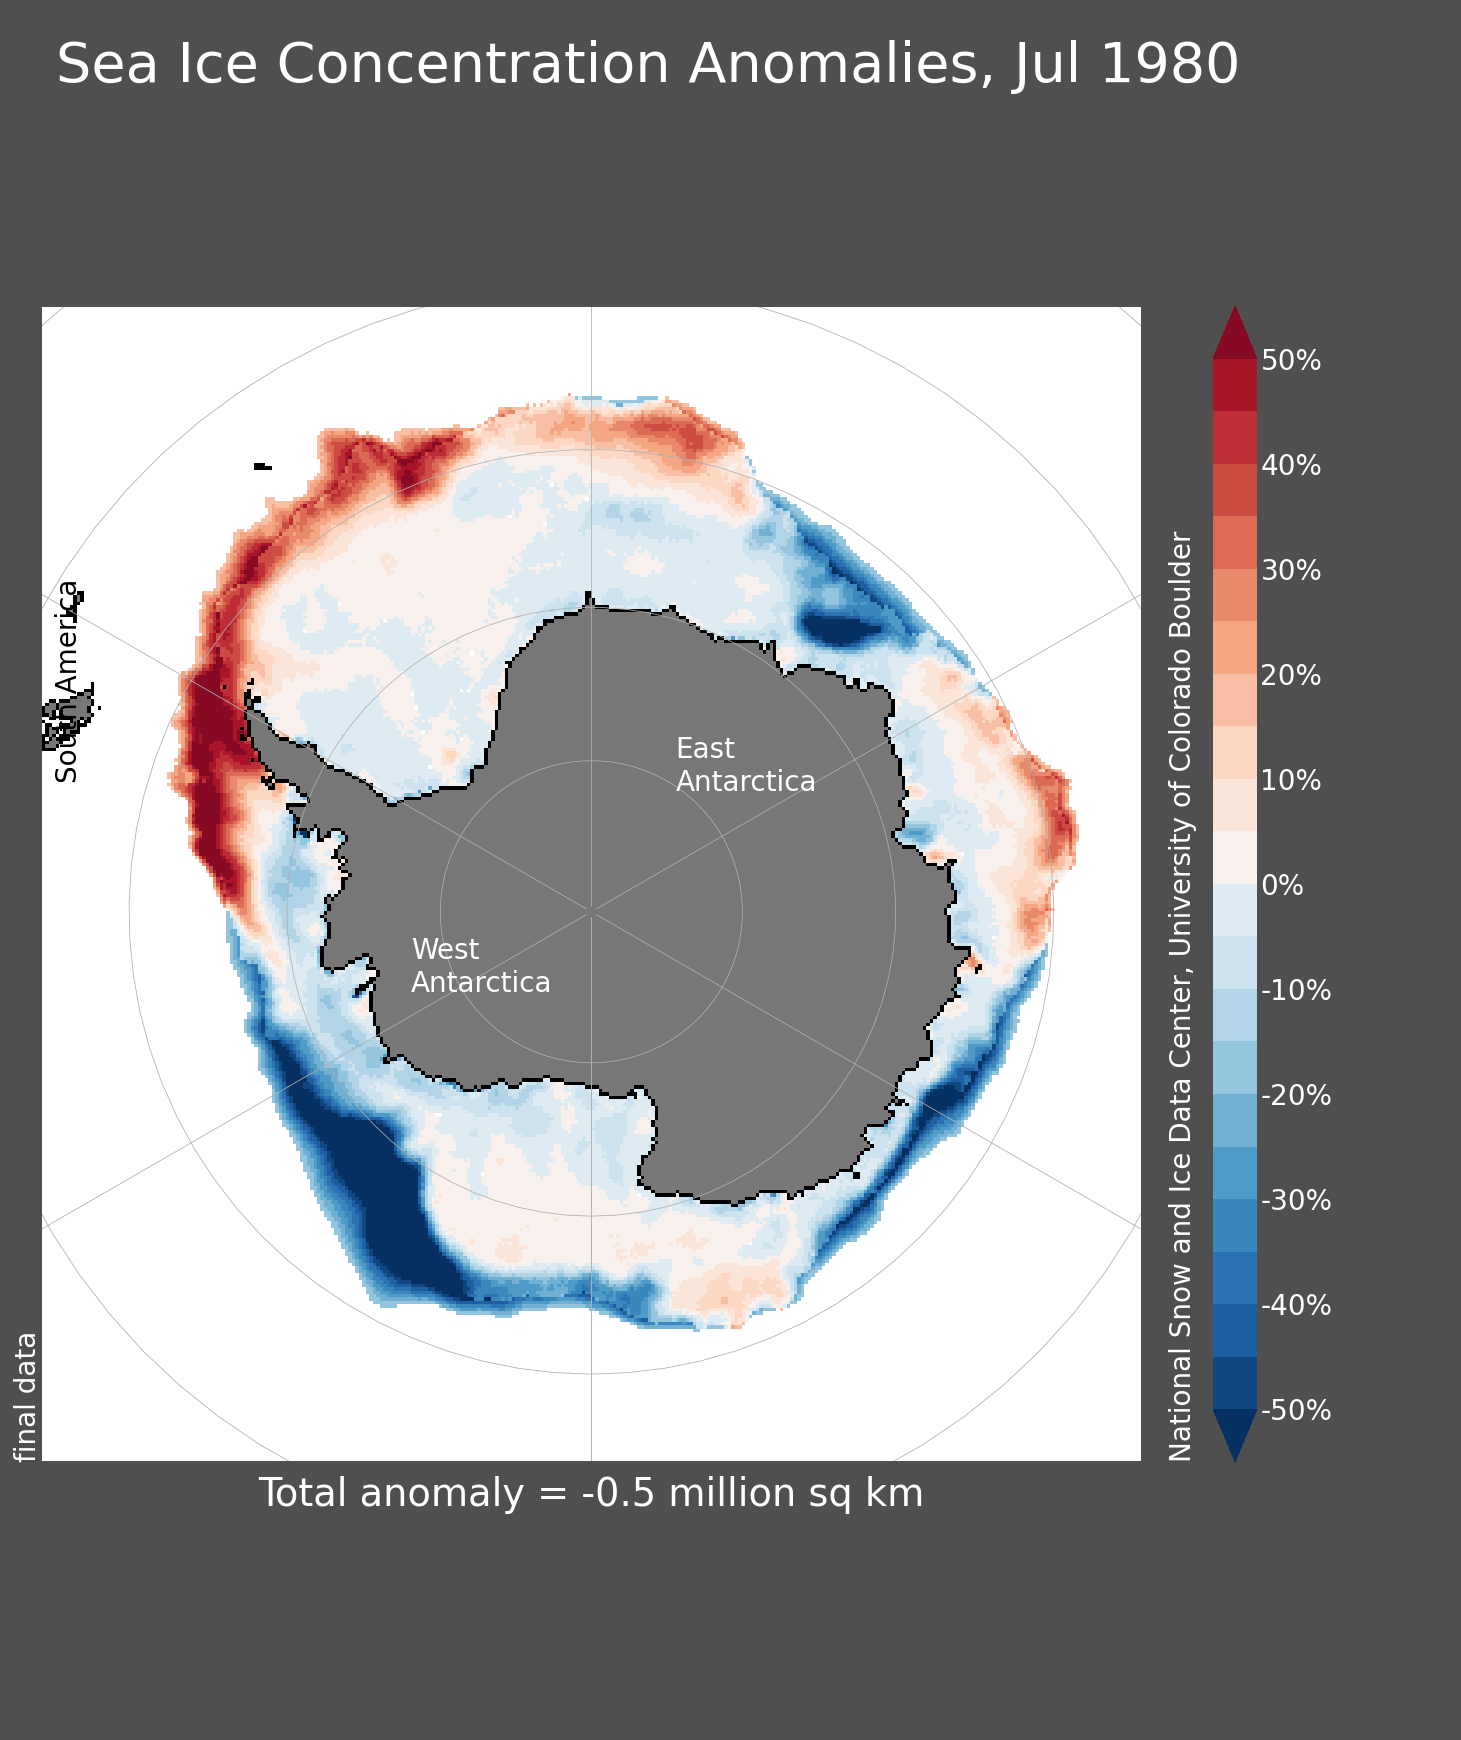 Sea Ice Concentration Anomalies, Jul 1980
South America
East
Antarctica
West
Antarctica
final data
National Snow and Ice Data Center, University of Colorado Boulder
50%
40%
30%
20%
10%
0%
-10%
-20%
-30%
-40%
-50%
Total anomaly = -0.5 million sq km